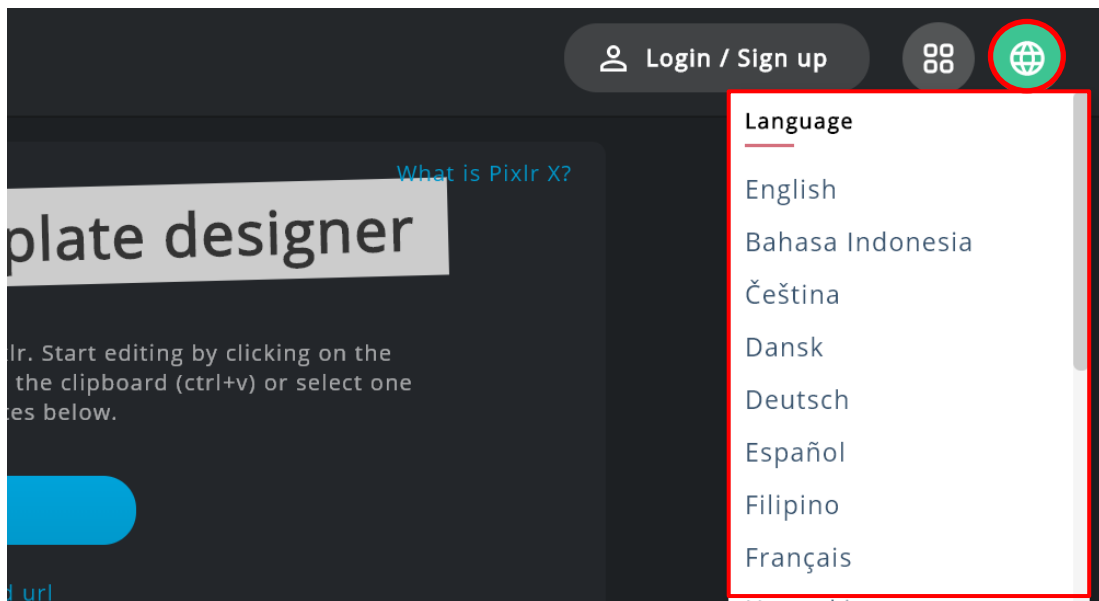 Login / Sign up
Language
What is Pixlr X?
English
plate designer
Bahasa Indonesia
Čeština
lr. Start editing by clicking on the
Dansk
the clipboard (ctrl+v) or select one
Deutsch
below.
Español
Filipino
Français
url